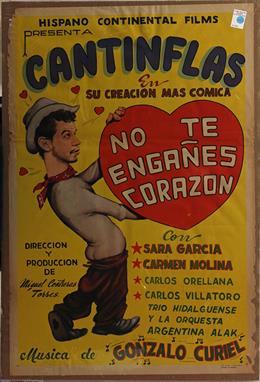 HISPANO CONTINENTAL FILMS
PRESENTA
CANTINFLAS
en
SU CREACION MAS COMICA
NO TE
ENGAÑES
CORAZON
con
SARA GARCIA
CARMEN MOLINA
CARLOS ORELLANA
CARLOS VILLATORO
TRIO HIDALGUENSE
Y LA ORQUESTA
ARGENTINA ALAK
DIRECCION
Y
PRODUCCION
DE
Miguel Contreras
Torres
Musica de GONZALO CURIEL